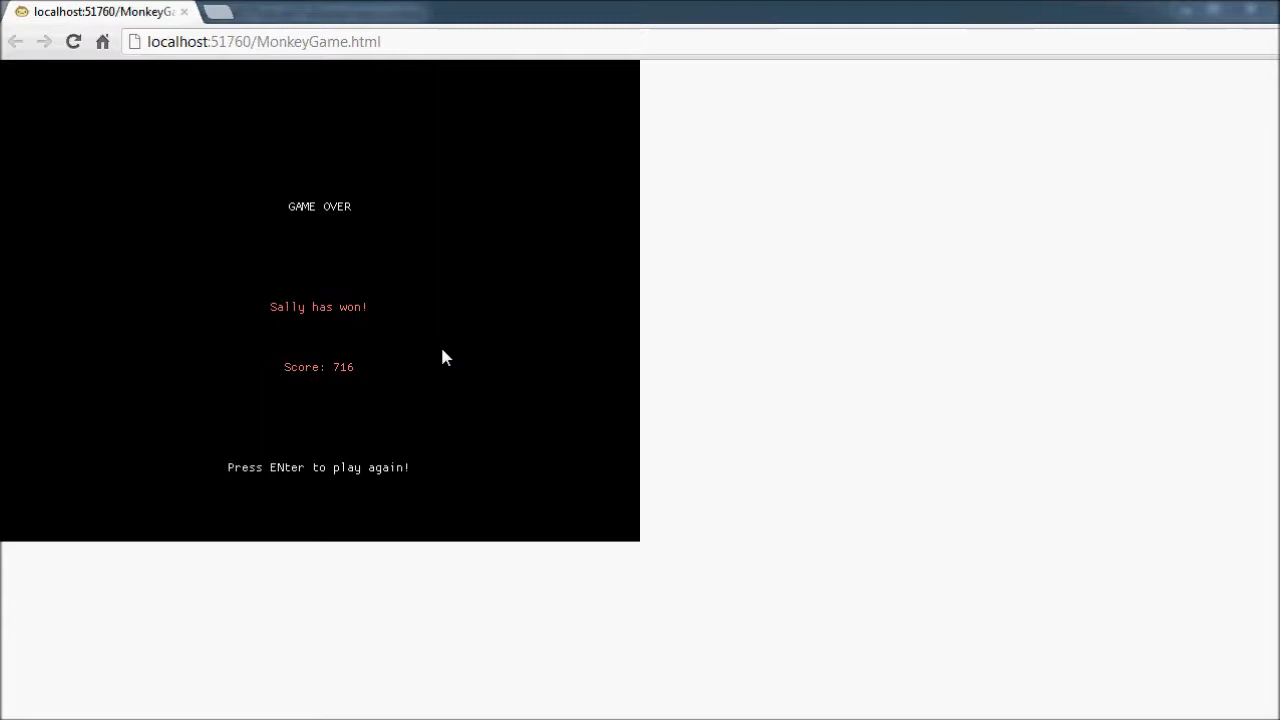 localhost:51760/MonkeyGa
localhost:51760/MonkeyGame.html
GAME OVER
Sally has won!
Score: 716
Press ENter to play again!